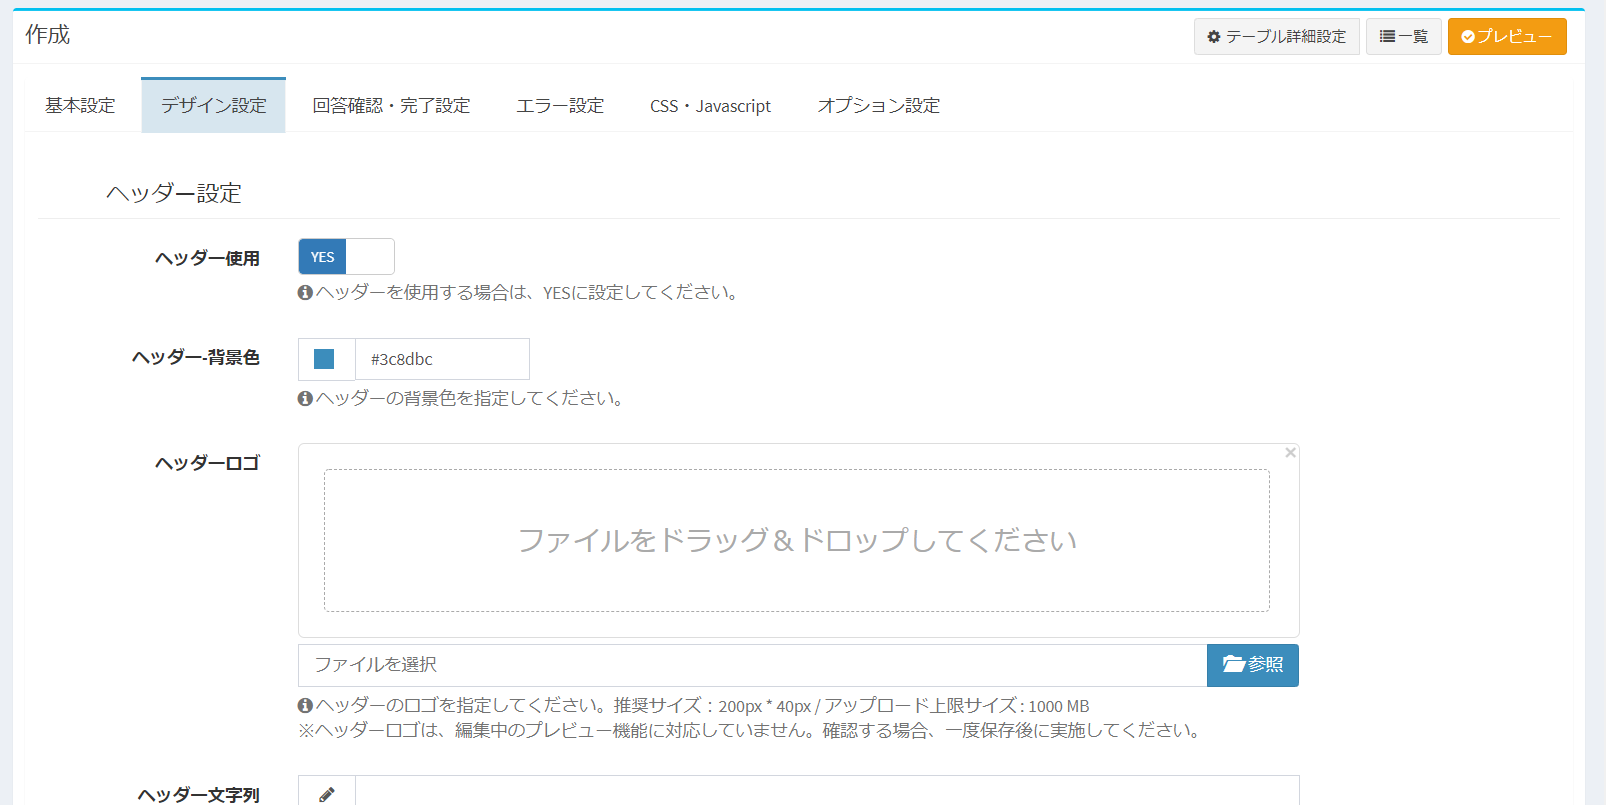 作成
テーブル詳細設定 一覧 プレビュー
基本設定 デザイン設定 回答確認・完了設定 エラー設定 CSS・Javascript オプション設定
ヘッダー設定
ヘッダー使用 YES
ヘッダーを使用する場合は、YESに設定してください。
ヘッダー-背景色 #3c8dbc
ヘッダーの背景色を指定してください。
ヘッダーロゴ ×
ファイルをドラッグ＆ドロップしてください
ファイルを選択 参照
ヘッダーのロゴを指定してください。推奨サイズ：200px * 40px / アップロード上限サイズ : 1000 MB
※ヘッダーロゴは、編集中のプレビュー機能に対応していません。確認する場合、一度保存後に実施してください。
ヘッダー文字列